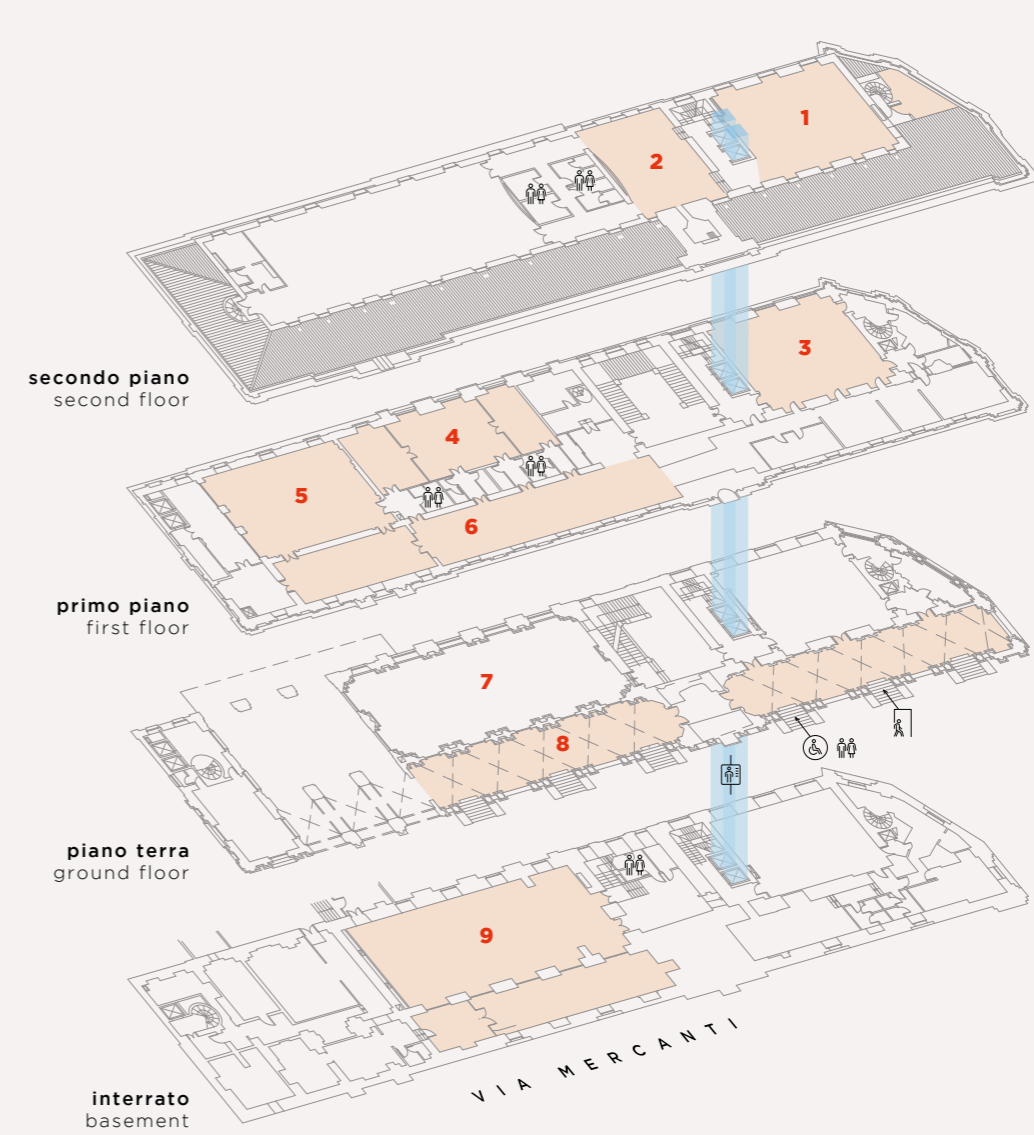 1
2
secondo piano
second floor
3
4
5
6
primo piano
first floor
7
8
piano terra
ground floor
9
VIA MERCANTI
interrato
basement